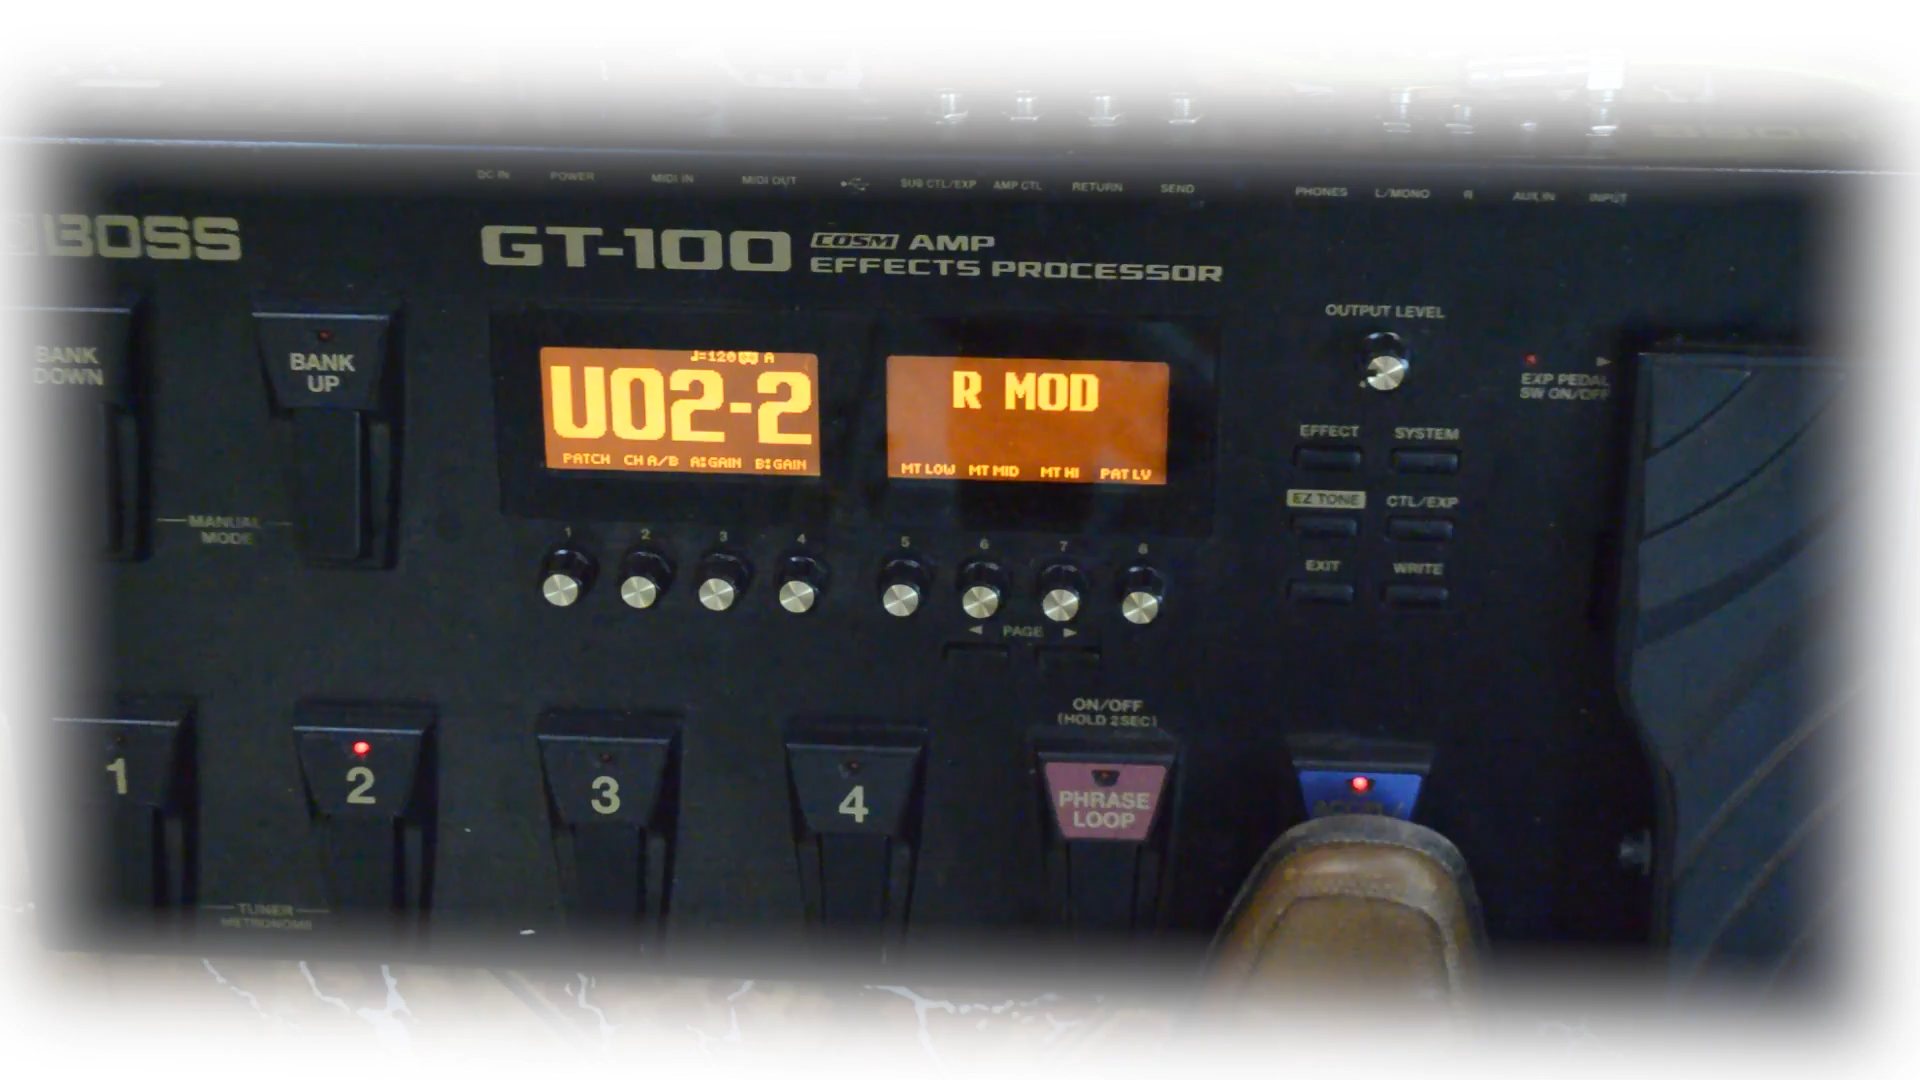 DC IN POWER MIDI IN MIDI OUT SUB CTL/EXP AMP CTL RETURN SEND PHONES L/MONO R AUX IN INPUT
BOSS
GT-100 COSM AMP
EFFECTS PROCESSOR
OUTPUT LEVEL
BANK
DOWN
BANK
UP
♩=120 A
U02-2
PATCH CH A/B A:GAIN B:GAIN
R MOD
MT LOW MT MID MT HI PAT LV
EXP PEDAL
SW ON/OFF
EFFECT SYSTEM
EZ TONE CTL/EXP
EXIT WRITE
MANUAL
MODE
1 2 3 4 5 6 7 8
PAGE
ON/OFF
(HOLD 2SEC)
1
2
3
4
PHRASE
LOOP
TUNER
METRONOME